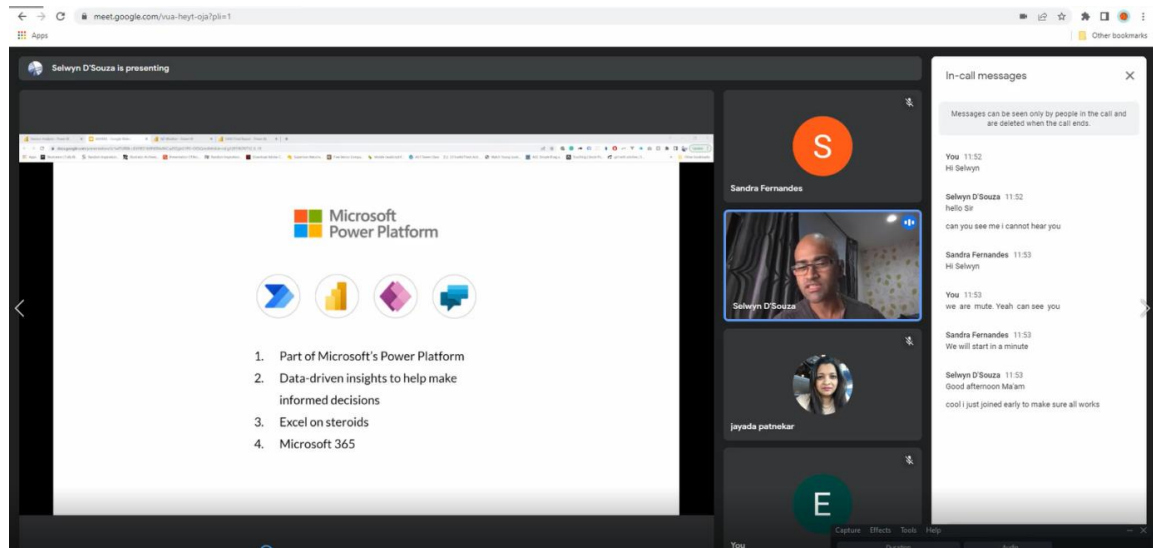 meet.google.com/vua-heyt-oja?pli=1
Apps
Other bookmarks
Selwyn D'Souza is presenting
Microsoft
Power Platform
1. Part of Microsoft's Power Platform
2. Data-driven insights to help make
informed decisions
3. Excel on steroids
4. Microsoft 365
S
Sandra Fernandes
Selwyn D'Souza
jayada patnekar
E
You
In-call messages
Messages can be seen only by people in the call and
are deleted when the call ends.
You 11:52
Hi Selwyn
Selwyn D'Souza 11:52
hello Sir
can you see me i cannot hear you
Sandra Fernandes 11:53
Hi Selwyn
You 11:53
we are mute. Yeah can see you
Sandra Fernandes 11:53
We will start in a minute
Selwyn D'Souza 11:53
Good afternoon Ma'am
cool i just joined early to make sure all works
Capture Effects Tools Help
Audio